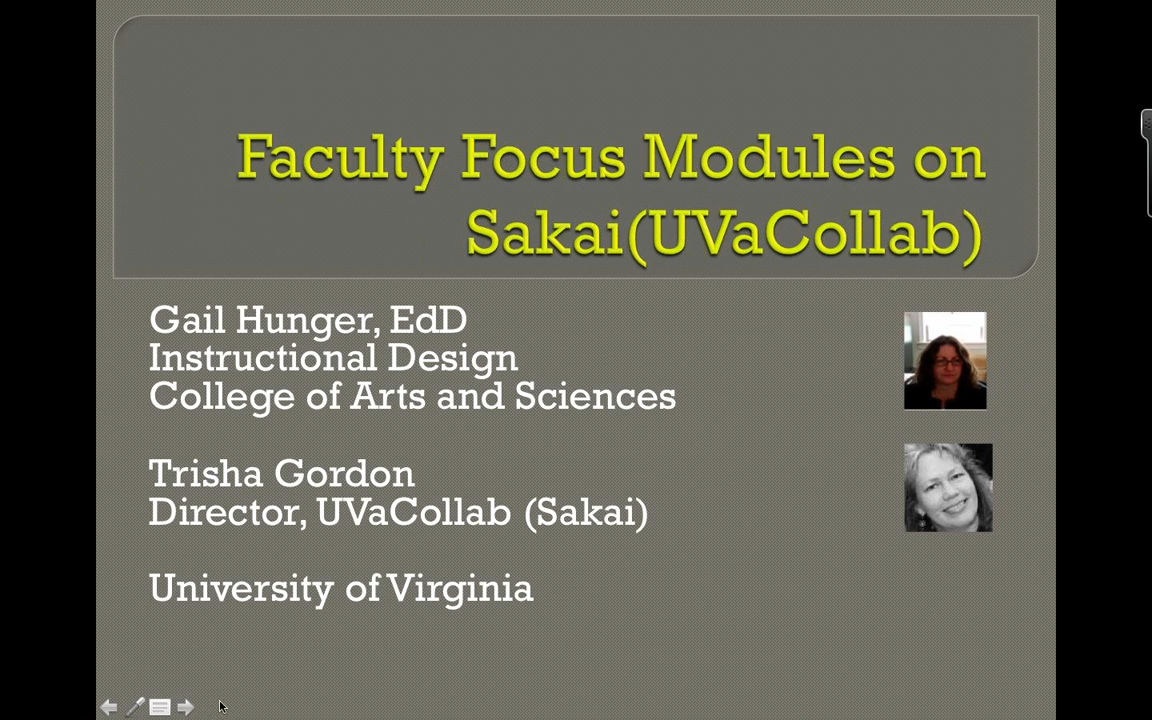 Faculty Focus Modules on
Sakai(UVaCollab)
Gail Hunger, EdD
Instructional Design
College of Arts and Sciences
Trisha Gordon
Director, UVaCollab (Sakai)
University of Virginia